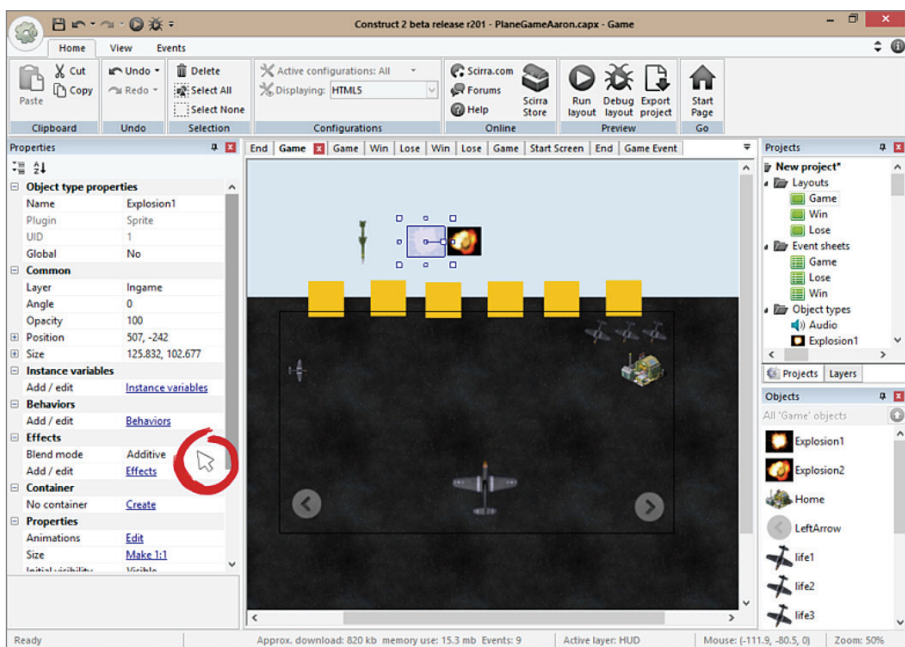 Construct 2 beta release r201 - PlaneGameAaron.capx - Game
Home View Events
Paste
Cut
Copy
Clipboard
Undo
Redo
Undo
Delete
Select All
Select None
Selection
Active configurations: All
Displaying: HTML5
Configurations
Scirra.com
Forums
Help
Scirra Store
Online
Run layout
Debug layout
Export project
Preview
Start Page
Go
Properties
Object type properties
Name Explosion1
Plugin Sprite
UID 1
Global No
Common
Layer Ingame
Angle 0
Opacity 100
Position 507, -242
Size 125.832, 102.677
Instance variables
Add / edit Instance variables
Behaviors
Add / edit Behaviors
Effects
Blend mode Additive
Add / edit Effects
Container
No container Create
Properties
Animations Edit
Size Make 1:1
Initial visibility Visible
End Game Game Win Lose Win Lose Game Start Screen End Game Event
Projects
New project*
Layouts
Game
Win
Lose
Event sheets
Game
Lose
Win
Object types
Audio
Explosion1
Projects Layers
Objects
All 'Game' objects
Explosion1
Explosion2
Home
LeftArrow
life1
life2
life3
Ready
Approx. download: 820 kb memory use: 15.3 mb Events: 9
Active layer: HUD
Mouse: (-111.9, -80.5, 0)
Zoom: 50%